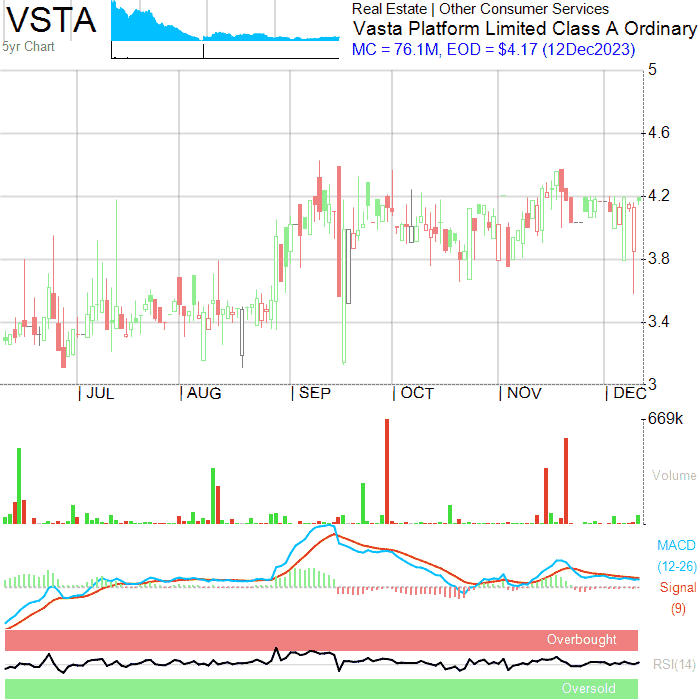 VSTA
5yr Chart
Real Estate | Other Consumer Services
Vasta Platform Limited Class A Ordinary
MC = 76.1M, EOD = $4.17 (12Dec2023)
5
4.6
4.2
3.8
3.4
3
JUL
AUG
SEP
OCT
NOV
DEC
669k
Volume
MACD
(12-26)
Signal
(9)
Overbought
RSI(14)
Oversold